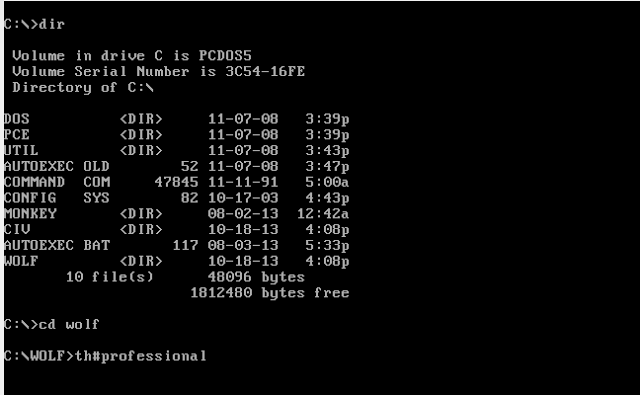 C:\>dir
Volume in drive C is PCDOS5
Volume Serial Number is 3C54-16FE
Directory of C:\
DOS <DIR> 11-07-08 3:39p
PCE <DIR> 11-07-08 3:39p
UTIL <DIR> 11-07-08 3:43p
AUTOEXEC OLD 52 11-07-08 3:47p
COMMAND COM 47845 11-11-91 5:00a
CONFIG SYS 82 10-17-03 4:43p
MONKEY <DIR> 08-02-13 12:42a
CIV <DIR> 10-18-13 4:08p
AUTOEXEC BAT 117 08-03-13 5:33p
WOLF <DIR> 10-18-13 4:08p
10 file(s) 48096 bytes
1812480 bytes free
C:\>cd wolf
C:\WOLF>th#professional